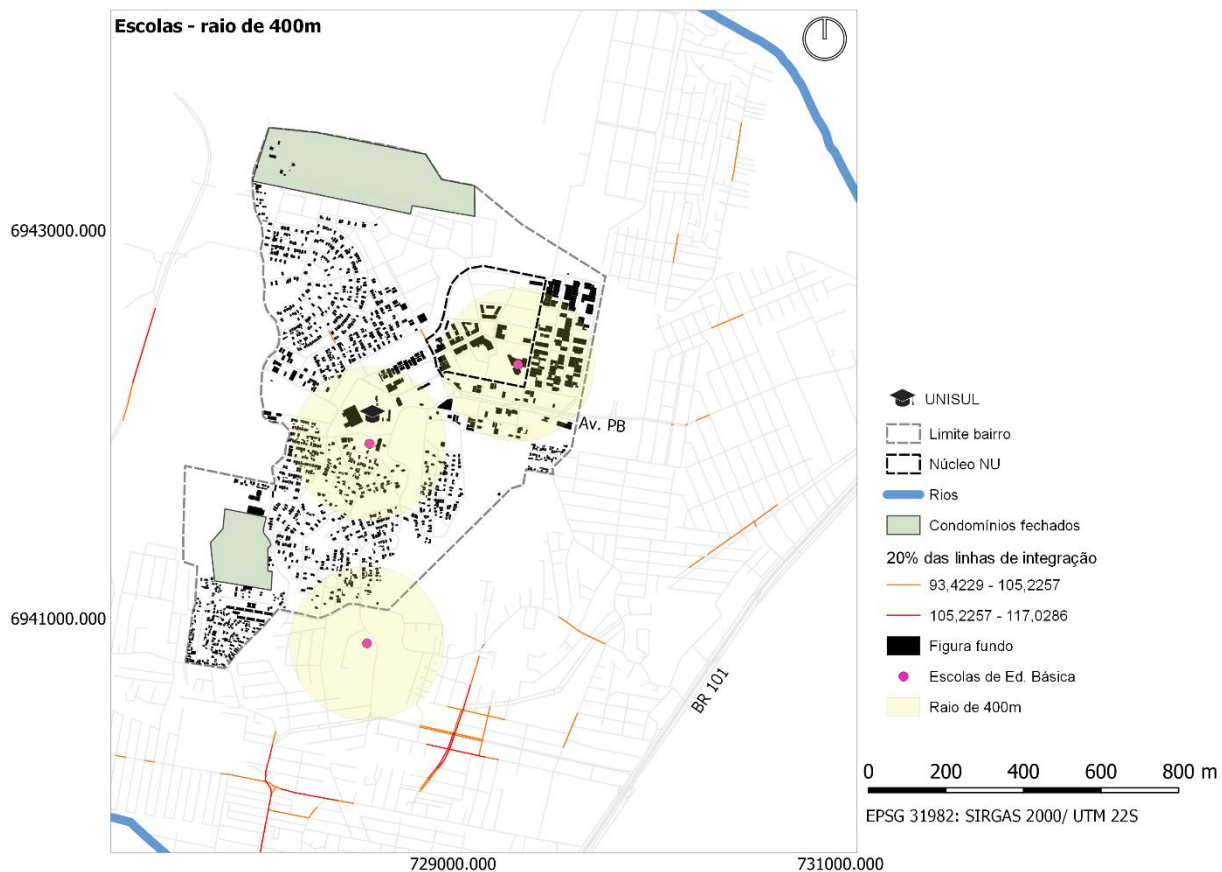 Escolas - raio de 400m
6943000.000
6941000.000
729000.000
731000.000
Av. PB
BR 101
UNISUL
Limite bairro
Núcleo NU
Rios
Condomínios fechados
20% das linhas de integração
93,4229 - 105,2257
105,2257 - 117,0286
Figura fundo
Escolas de Ed. Básica
Raio de 400m
0 200 400 600 800 m
EPSG 31982: SIRGAS 2000/ UTM 22S